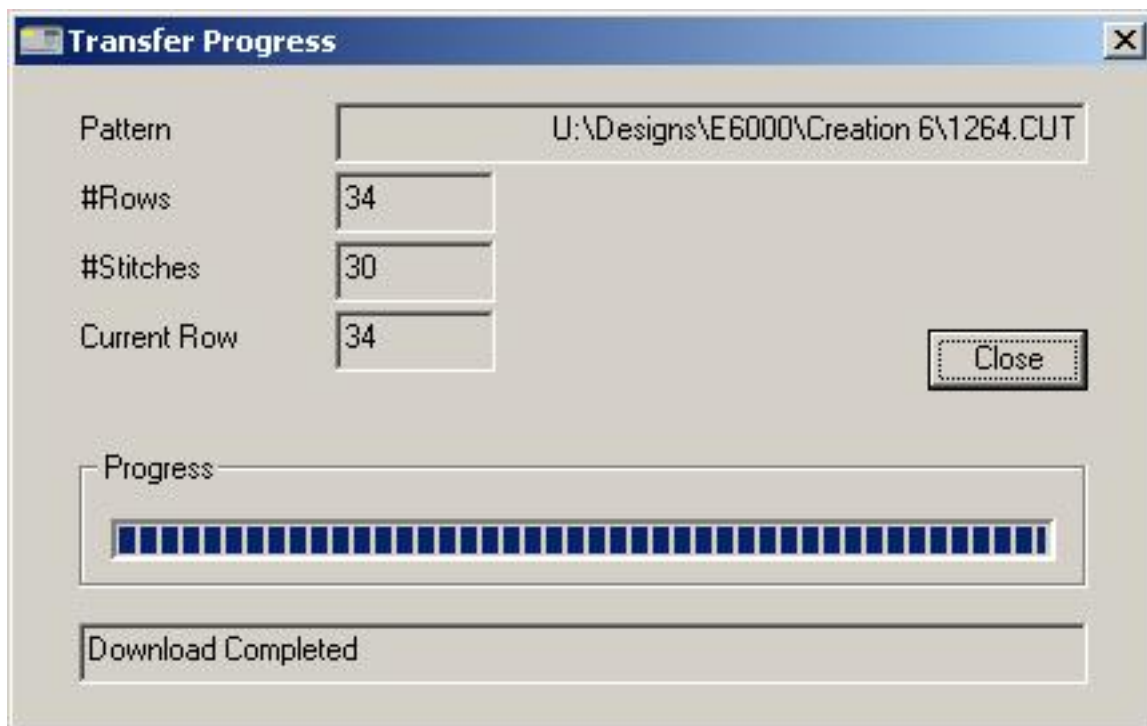 Transfer Progress
Pattern U:\Designs\E6000\Creation 6\1264.CUT
#Rows 34
#Stitches 30
Current Row 34
Close
Progress
Download Completed